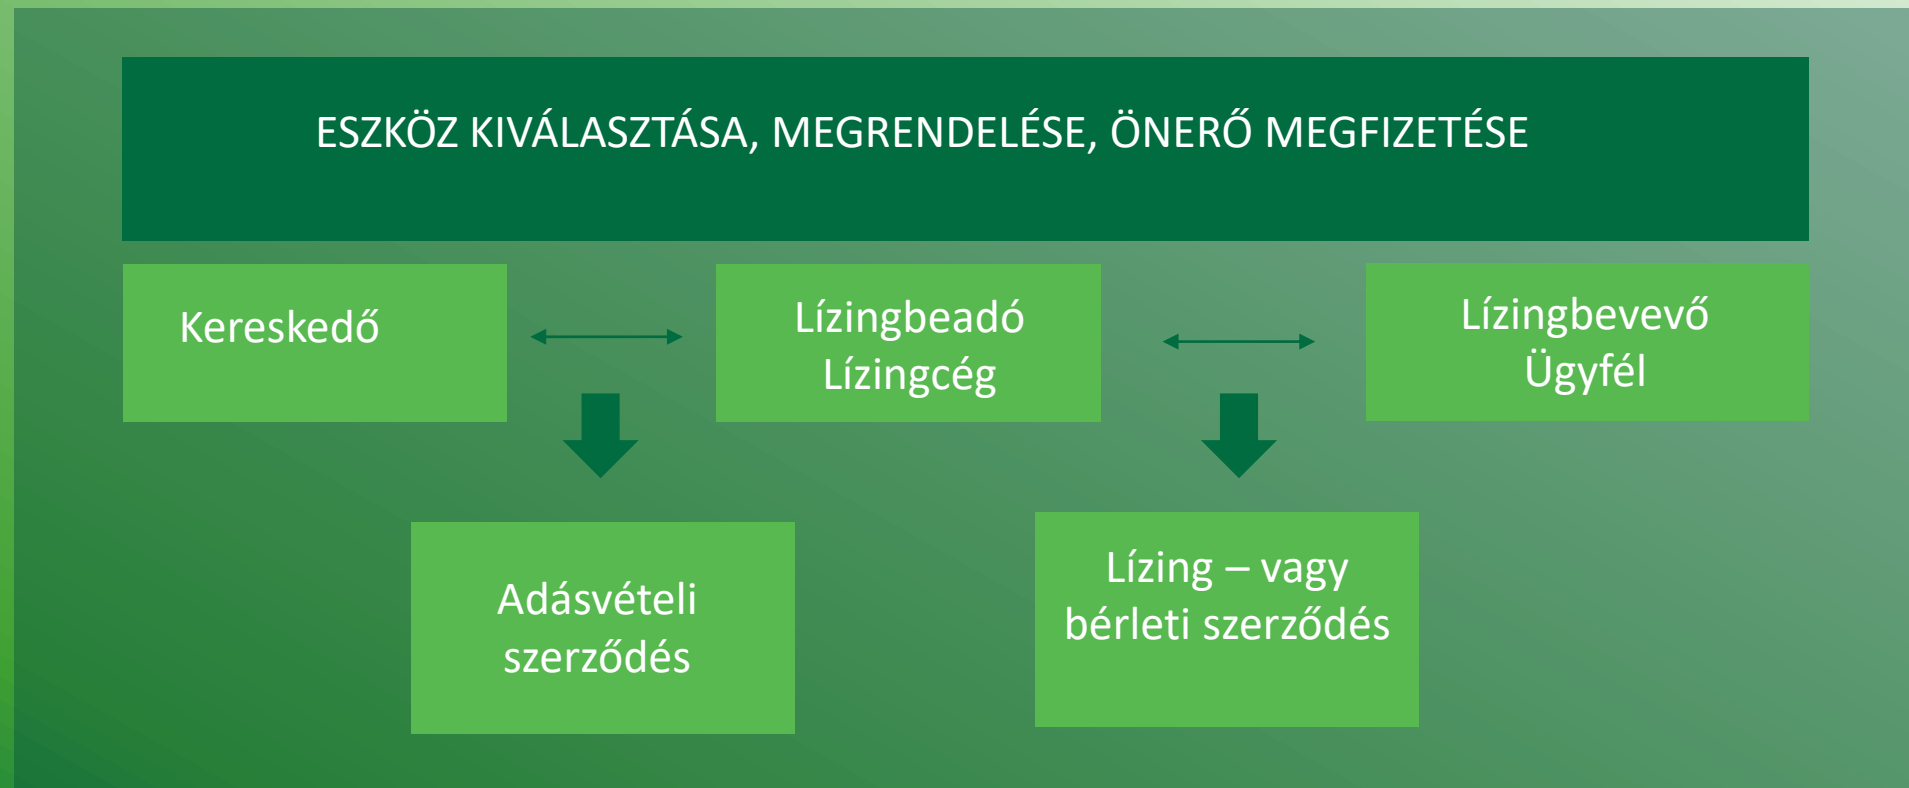 ESZKÖZ KIVÁLASZTÁSA, MEGRENDELÉSE, ÖNERŐ MEGFIZETÉSE
Kereskedő
Lízingbeadó
Lízingcég
Lízingbevevő
Ügyfél
Adásvételi
szerződés
Lízing – vagy
bérleti szerződés